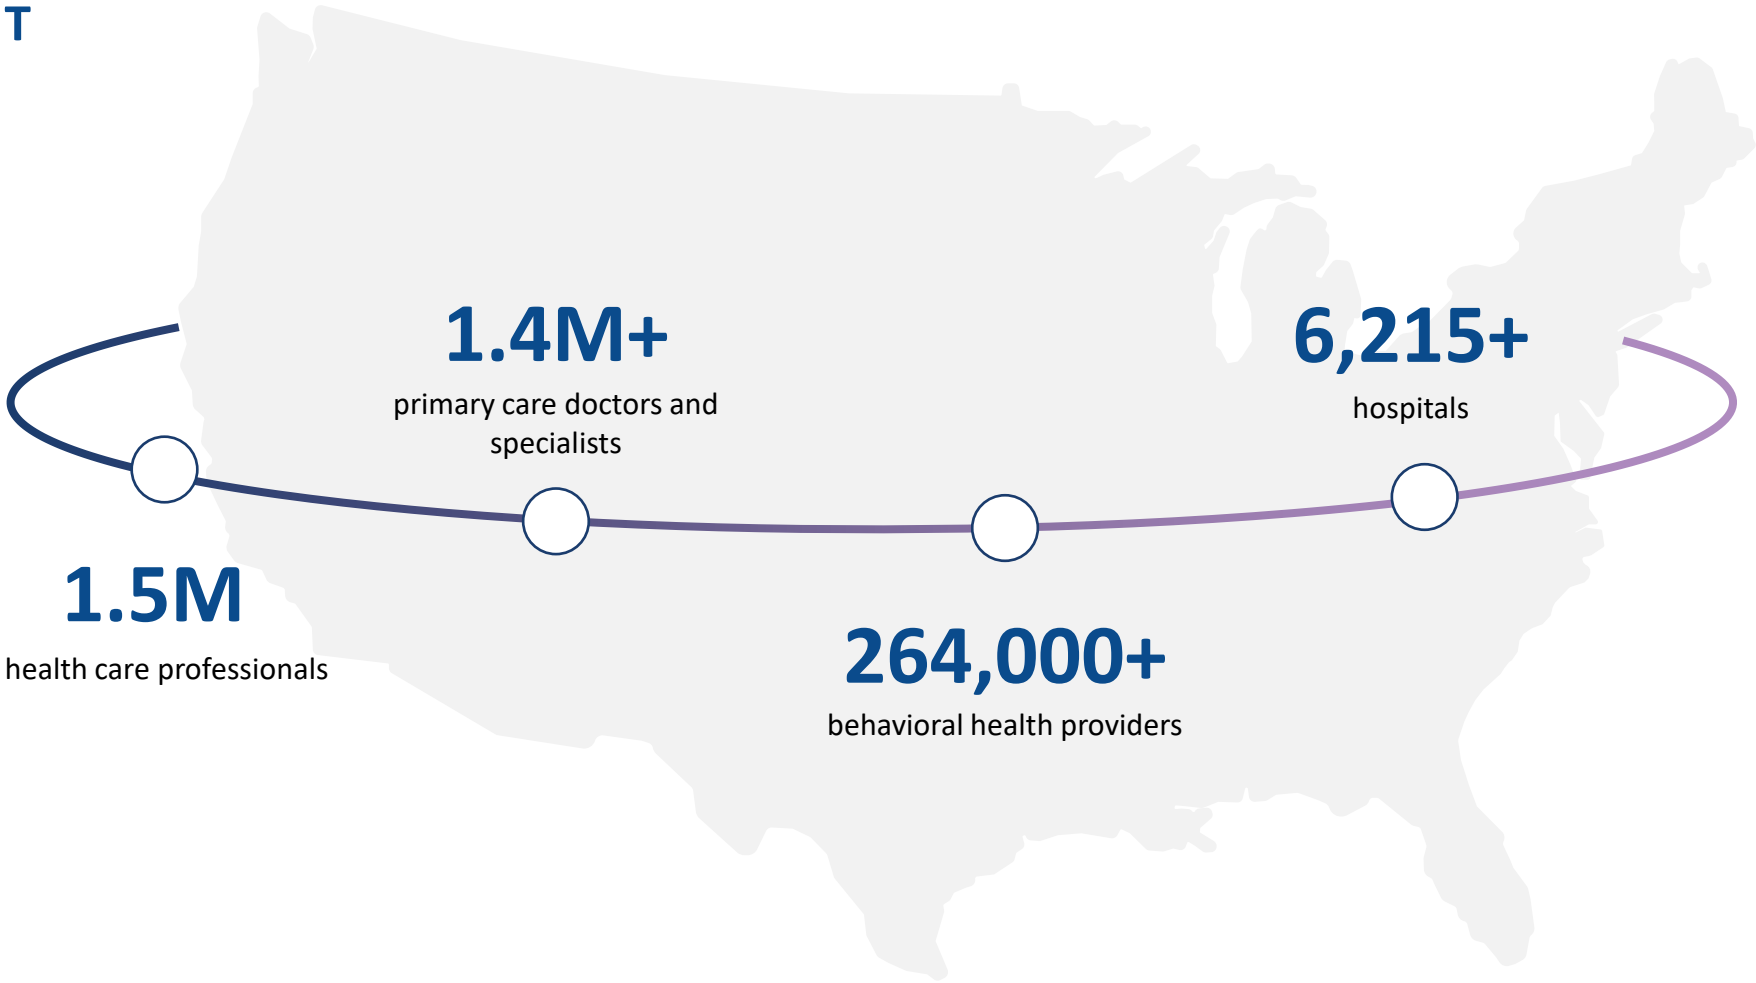 T
1.4M+
primary care doctors and
specialists
6,215+
hospitals
1.5M
health care professionals
264,000+
behavioral health providers